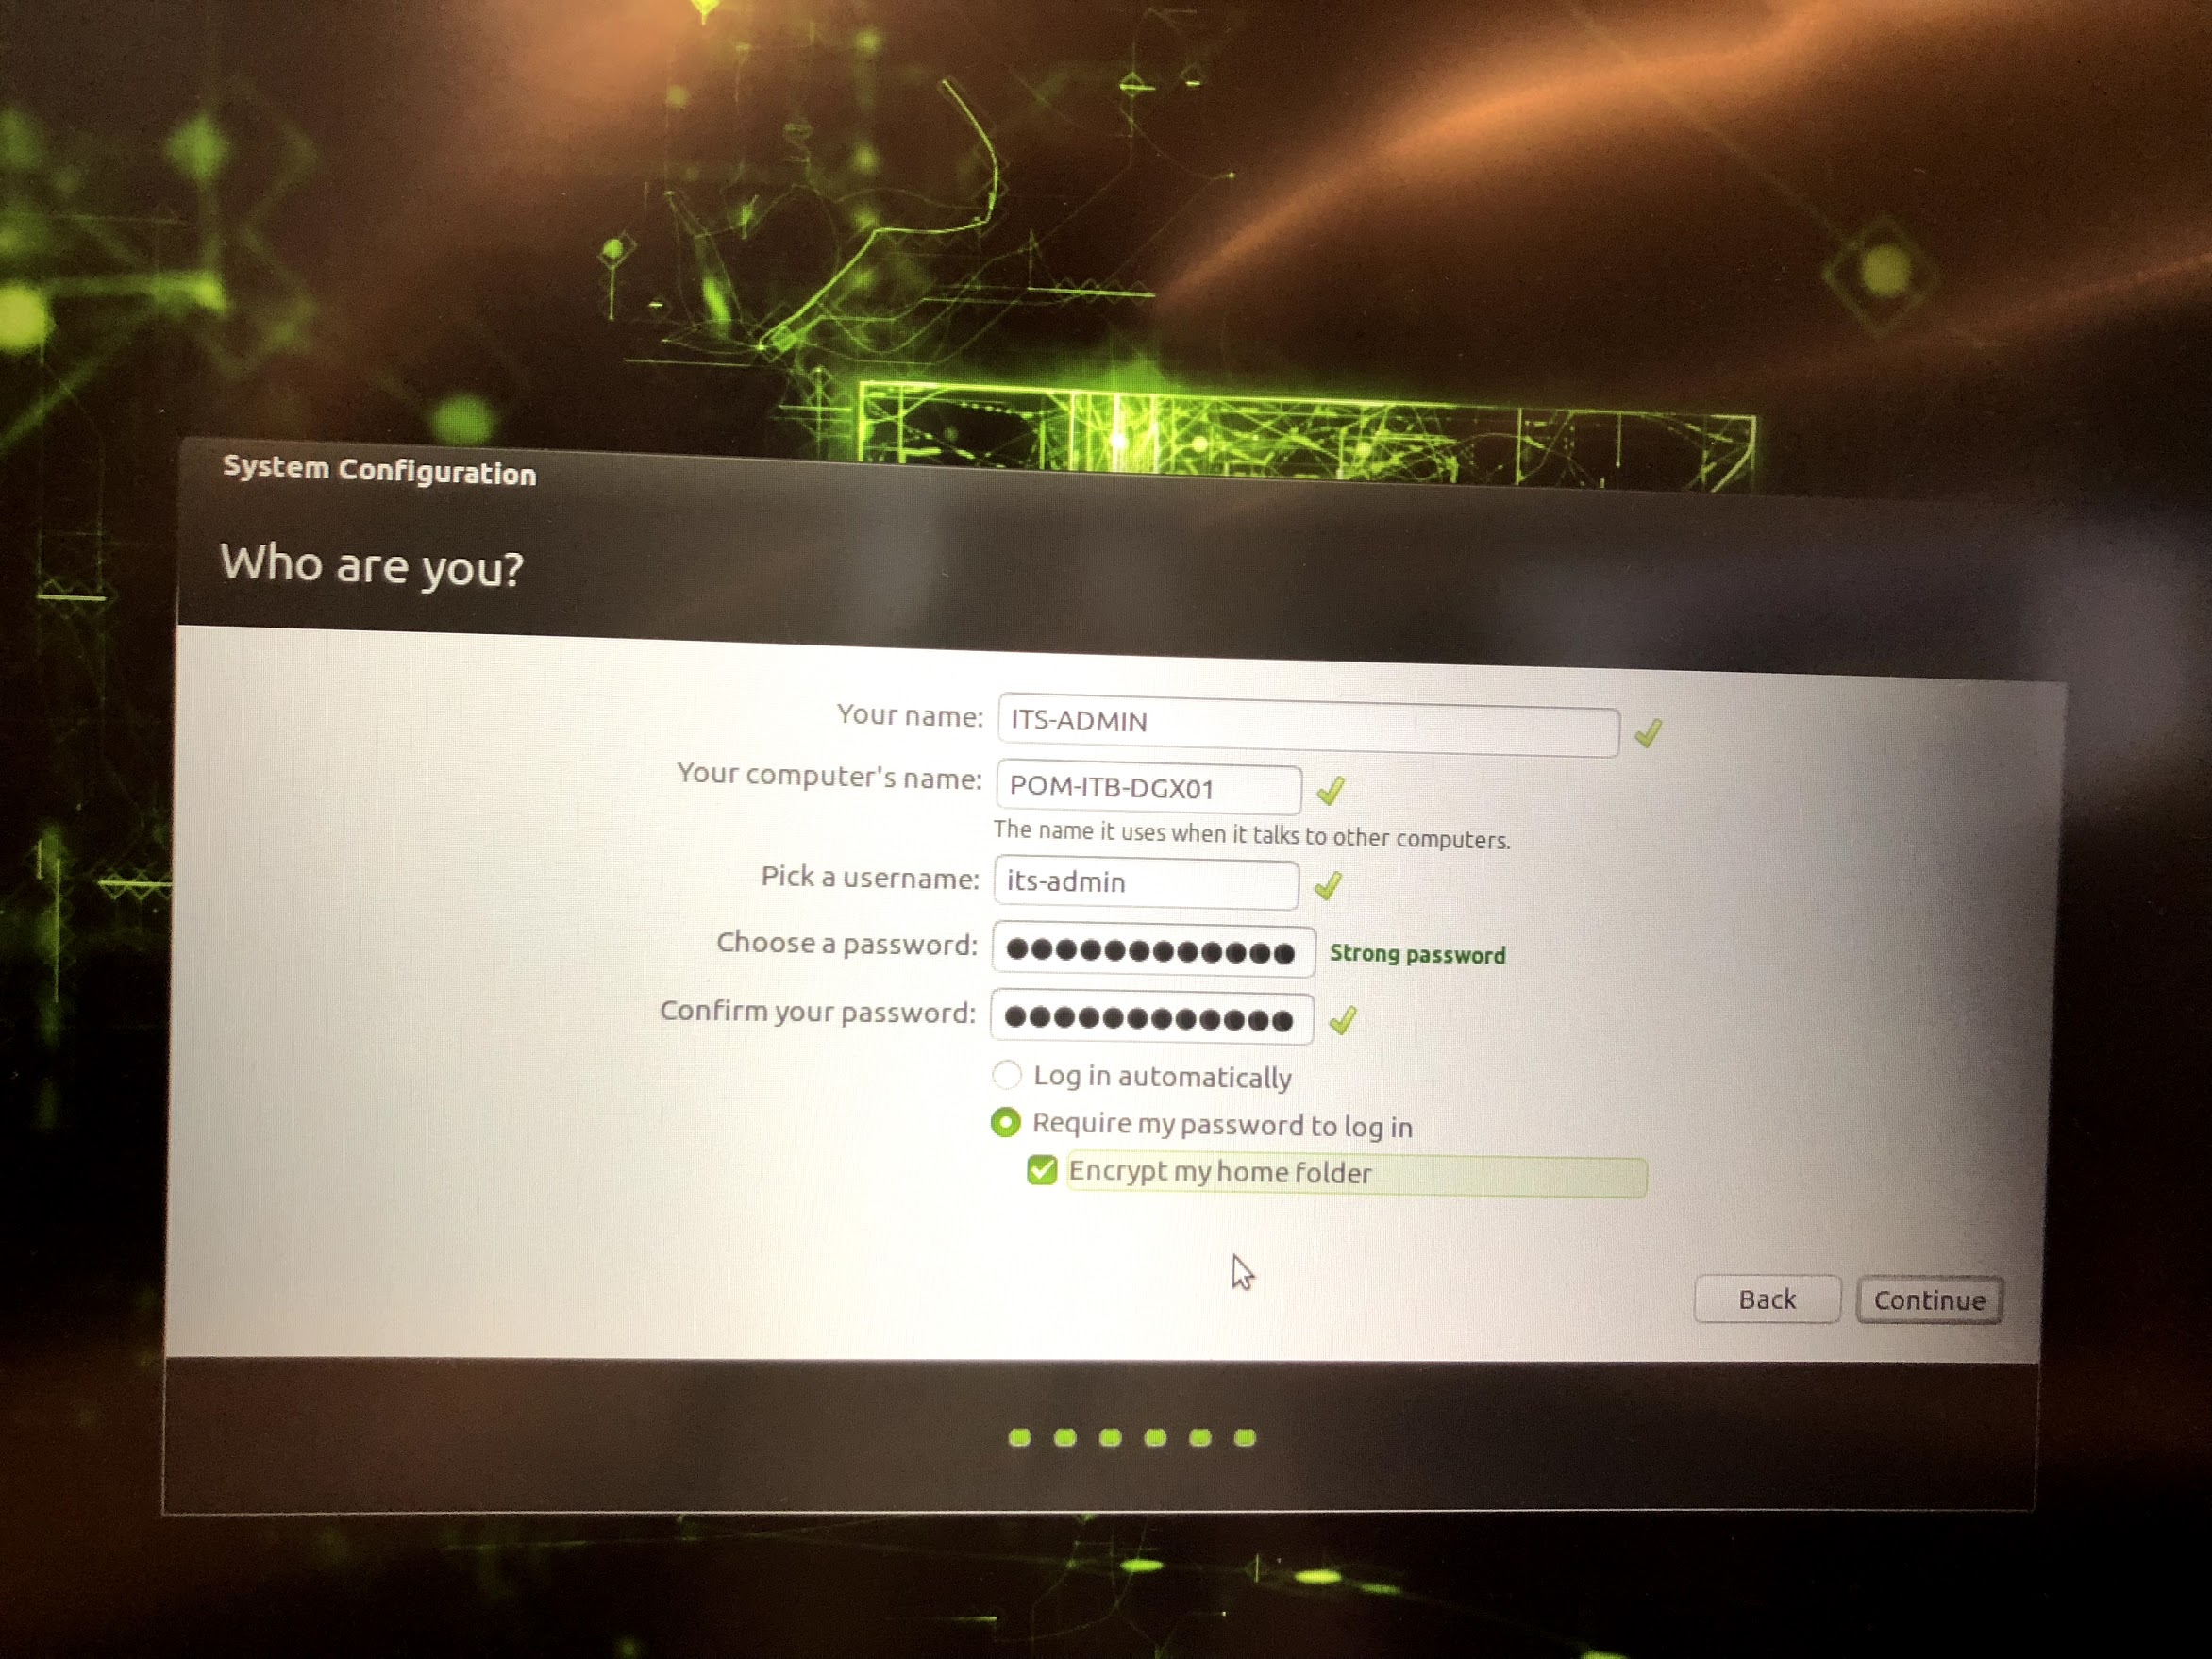 System Configuration
Who are you?
Your name: ITS-ADMIN
Your computer's name: POM-ITB-DGX01
The name it uses when it talks to other computers.
Pick a username: its-admin
Choose a password: ●●●●●●●●●●●● Strong password
Confirm your password: ●●●●●●●●●●●●
Log in automatically
Require my password to log in
Encrypt my home folder
Back Continue